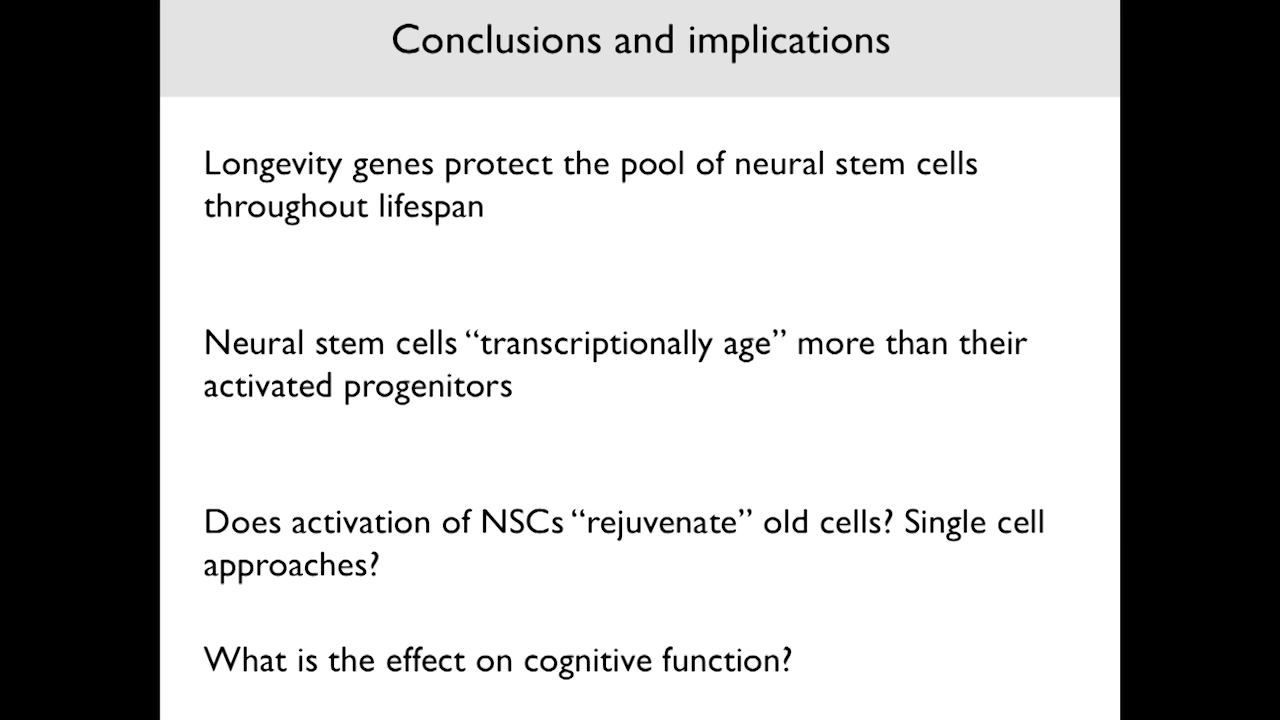 Conclusions and implications
Longevity genes protect the pool of neural stem cells
throughout lifespan
Neural stem cells “transcriptionally age” more than their
activated progenitors
Does activation of NSCs “rejuvenate” old cells? Single cell
approaches?
What is the effect on cognitive function?